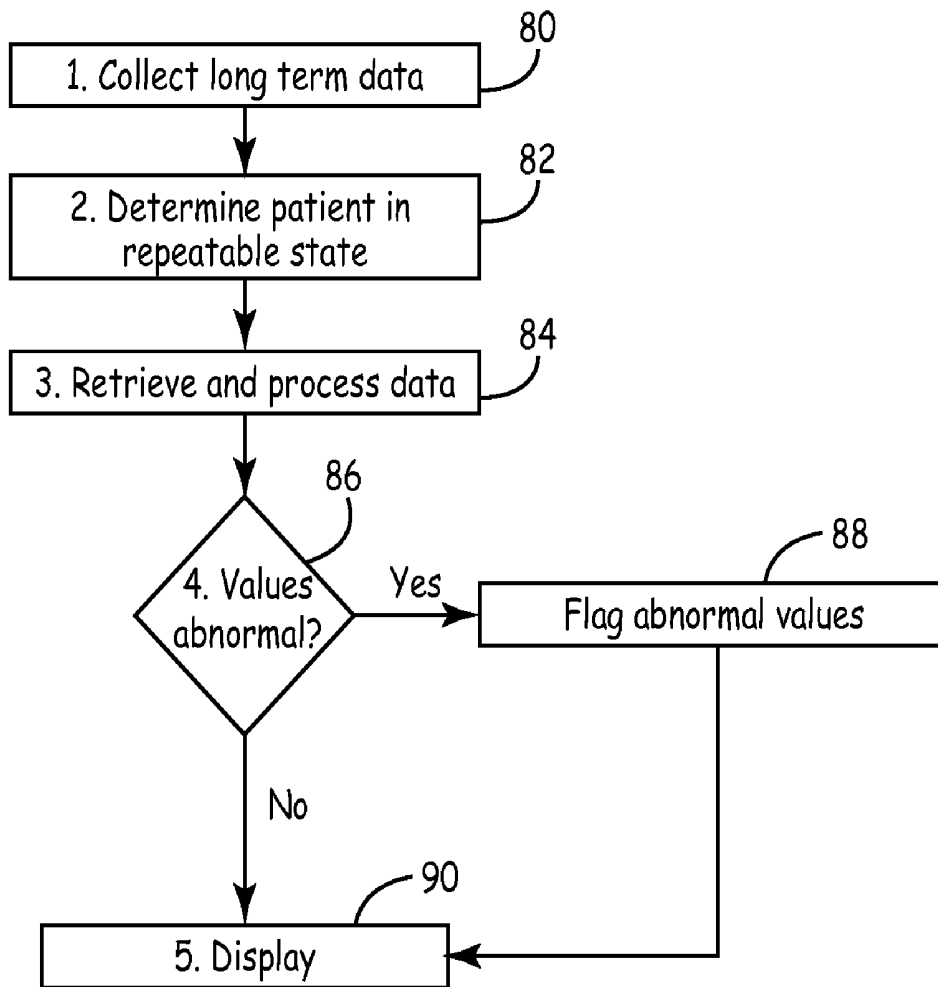 80
1. Collect long term data
82
2. Determine patient in
repeatable state
84
3. Retrieve and process data
86
4. Values
abnormal?
Yes
88
Flag abnormal values
No
90
5. Display